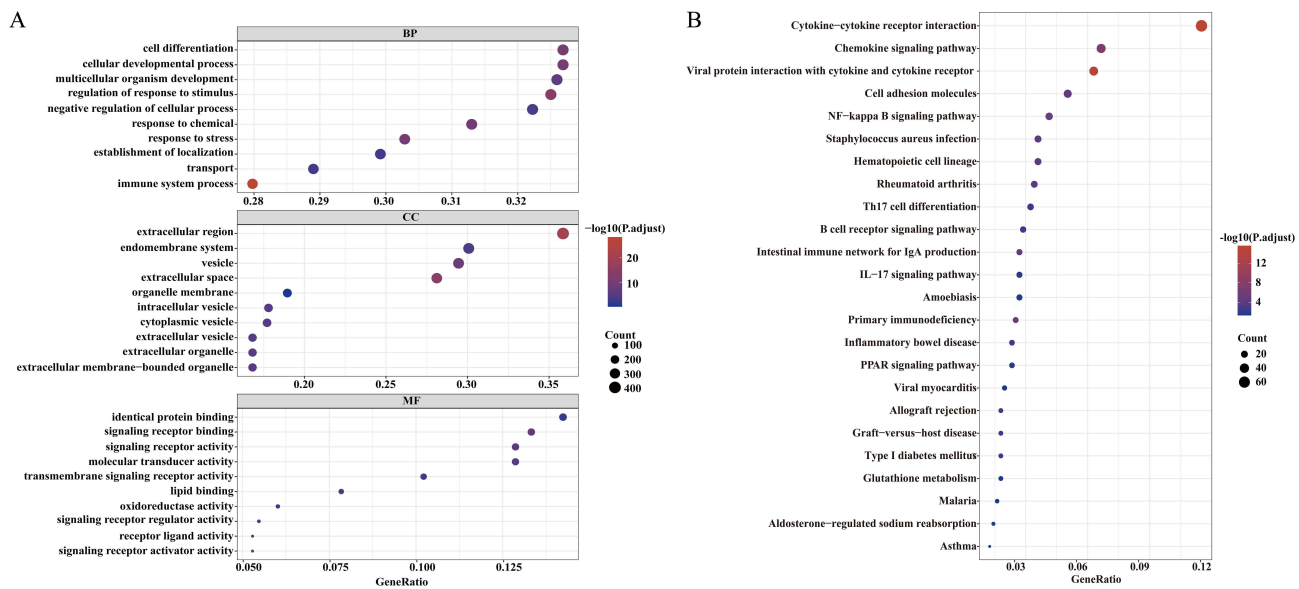 A
BP
cell differentiation
cellular developmental process
multicellular organism development
regulation of response to stimulus
negative regulation of cellular process
response to chemical
response to stress
establishment of localization
transport
immune system process
0.28 0.29 0.30 0.31 0.32
CC
extracellular region
endomembrane system
vesicle
extracellular space
organelle membrane
intracellular vesicle
cytoplasmic vesicle
extracellular vesicle
extracellular organelle
extracellular membrane−bounded organelle
0.20 0.25 0.30 0.35
MF
identical protein binding
signaling receptor binding
signaling receptor activity
molecular transducer activity
transmembrane signaling receptor activity
lipid binding
oxidoreductase activity
signaling receptor regulator activity
receptor ligand activity
signaling receptor activator activity
0.050 0.075 0.100 0.125
GeneRatio
−log10(P.adjust)
20
10
Count
100
200
300
400
B
Cytokine−cytokine receptor interaction
Chemokine signaling pathway
Viral protein interaction with cytokine and cytokine receptor
Cell adhesion molecules
NF−kappa B signaling pathway
Staphylococcus aureus infection
Hematopoietic cell lineage
Rheumatoid arthritis
Th17 cell differentiation
B cell receptor signaling pathway
Intestinal immune network for IgA production
IL−17 signaling pathway
Amoebiasis
Primary immunodeficiency
Inflammatory bowel disease
PPAR signaling pathway
Viral myocarditis
Allograft rejection
Graft−versus−host disease
Type I diabetes mellitus
Glutathione metabolism
Malaria
Aldosterone−regulated sodium reabsorption
Asthma
0.03 0.06 0.09 0.12
GeneRatio
-log10(P.adjust)
12
8
4
Count
20
40
60